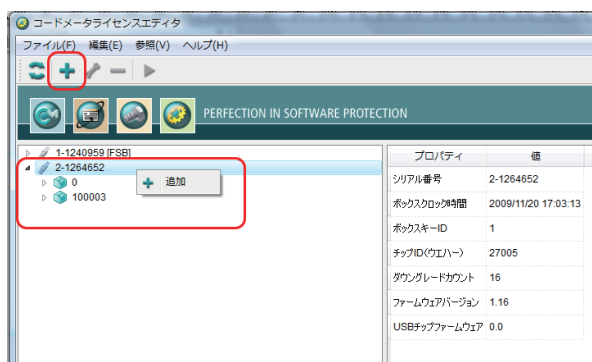 コードメータライセンスエディタ
ファイル(F) 編集(E) 参照(V) ヘルプ(H)
PERFECTION IN SOFTWARE PROTECTION
1-1240959 [FSB]
2-1264652
0
100003
追加
プロパティ 値
シリアル番号 2-1264652
ボックスクロック時間 2009/11/20 17:03:13
ボックスキーID 1
チップID(ウエハー) 27005
ダウングレードカウント 16
ファームウェアバージョン 1.16
USBチップファームウェア 0.0